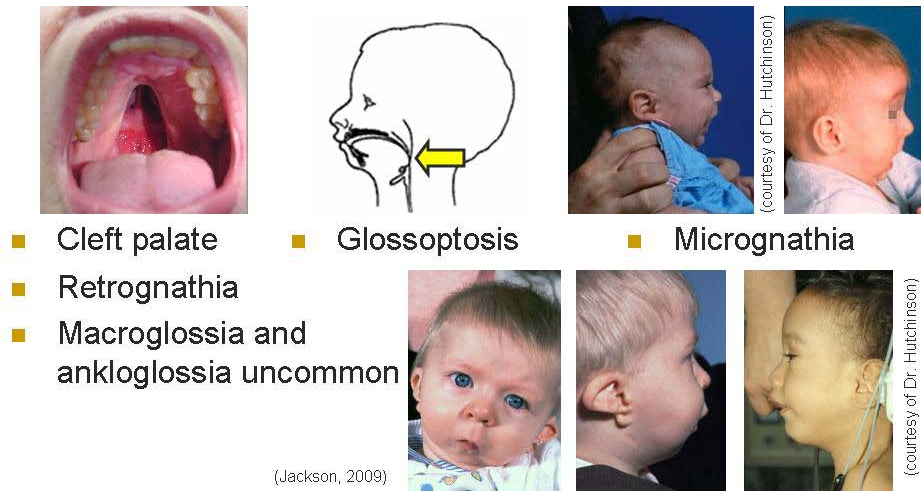 (courtesy of Dr. Hutchinson)
Cleft palate
Glossoptosis
Micrognathia
Retrognathia
Macroglossia and
ankloglossia uncommon
(courtesy of Dr. Hutchinson)
(Jackson, 2009)